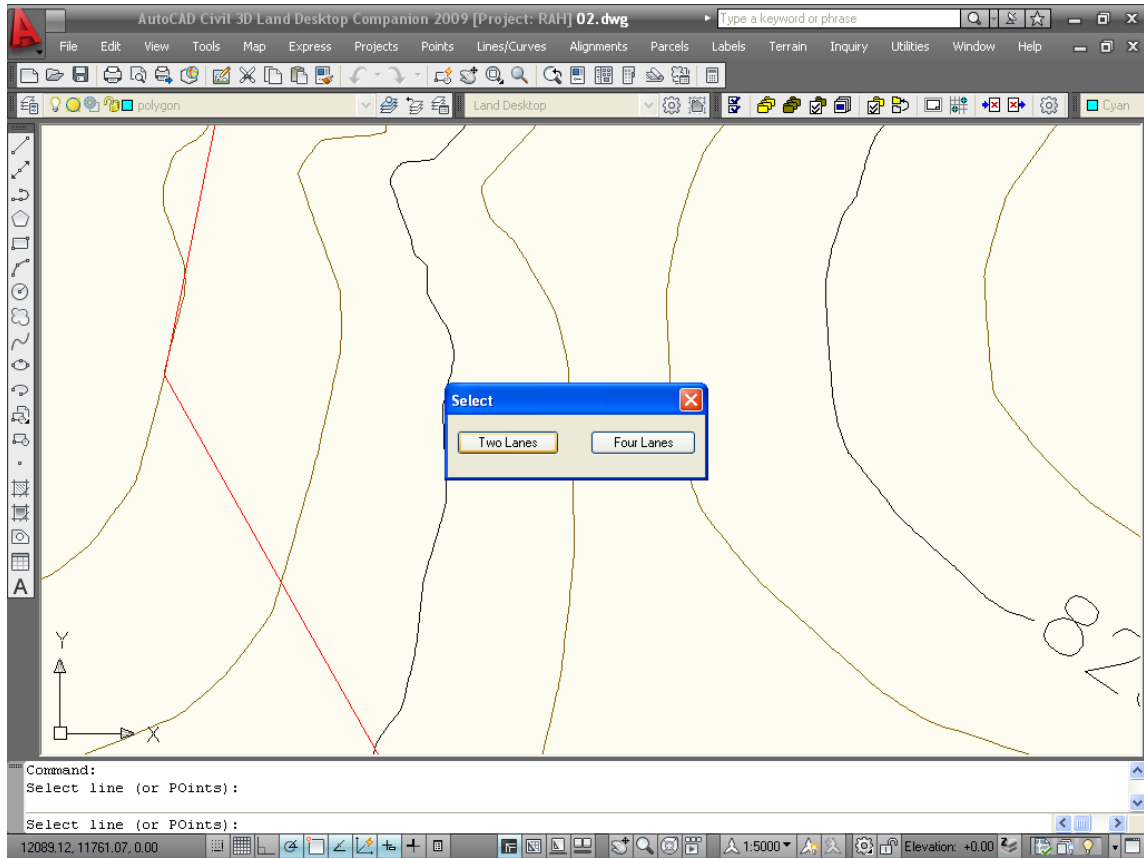 AutoCAD Civil 3D Land Desktop Companion 2009 [Project: RAH] 02.dwg
Type a keyword or phrase
File Edit View Tools Map Express Projects Points Lines/Curves Alignments Parcels Labels Terrain Inquiry Utilities Window Help
polygon
Land Desktop
Cyan
Select
Two Lanes
Four Lanes
82
Y
X
A
Command:
Select line (or POints):
Select line (or POints):
12089.12, 11761.07, 0.00
1:5000
Elevation: +0.00